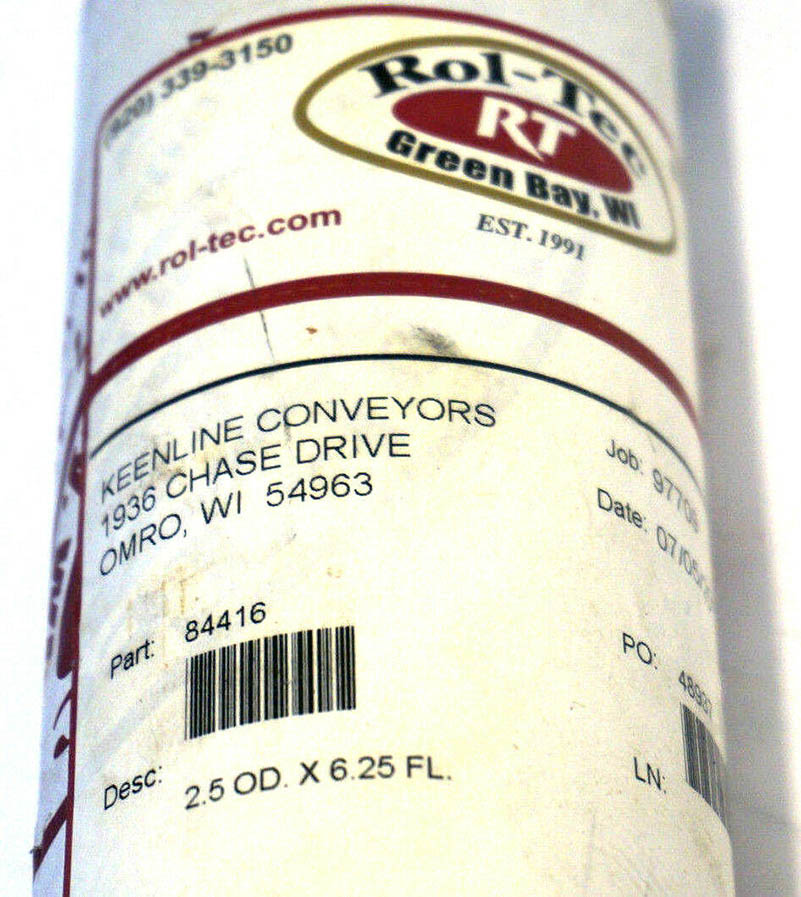 (920) 339-3150
Rol-Tec
RT
Green Bay, WI
EST. 1991
www.rol-tec.com
KEENLINE CONVEYORS
1936 CHASE DRIVE
OMRO, WI 54963
Job:
Date:
Part: 84416
PO:
Desc: 2.5 OD. X 6.25 FL.
LN: